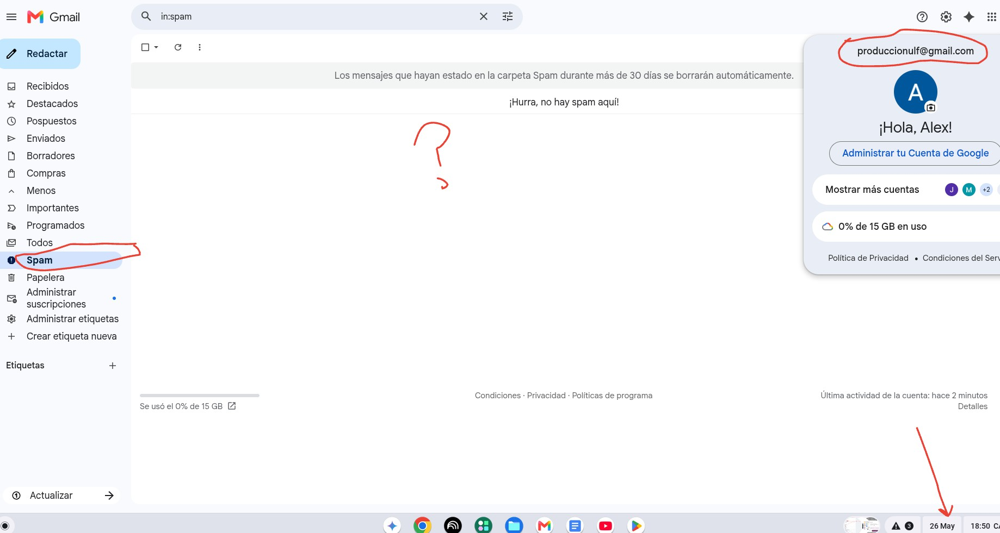 Gmail
in:spam
Redactar
produccionulf@gmail.com
Los mensajes que hayan estado en la carpeta Spam durante más de 30 días se borrarán automáticamente.
¡Hurra, no hay spam aquí!
Recibidos
Destacados
Pospuestos
Enviados
Borradores
Compras
Menos
Importantes
Programados
Todos
Spam
Papelera
Administrar
suscripciones
Administrar etiquetas
Crear etiqueta nueva
Etiquetas
?
A
¡Hola, Alex!
Administrar tu Cuenta de Google
Mostrar más cuentas J M +2
0% de 15 GB en uso
Política de Privacidad • Condiciones del Serv
Se usó el 0% de 15 GB
Condiciones · Privacidad · Políticas de programa
Última actividad de la cuenta: hace 2 minutos
Detalles
Actualizar
3 26 May 18:50